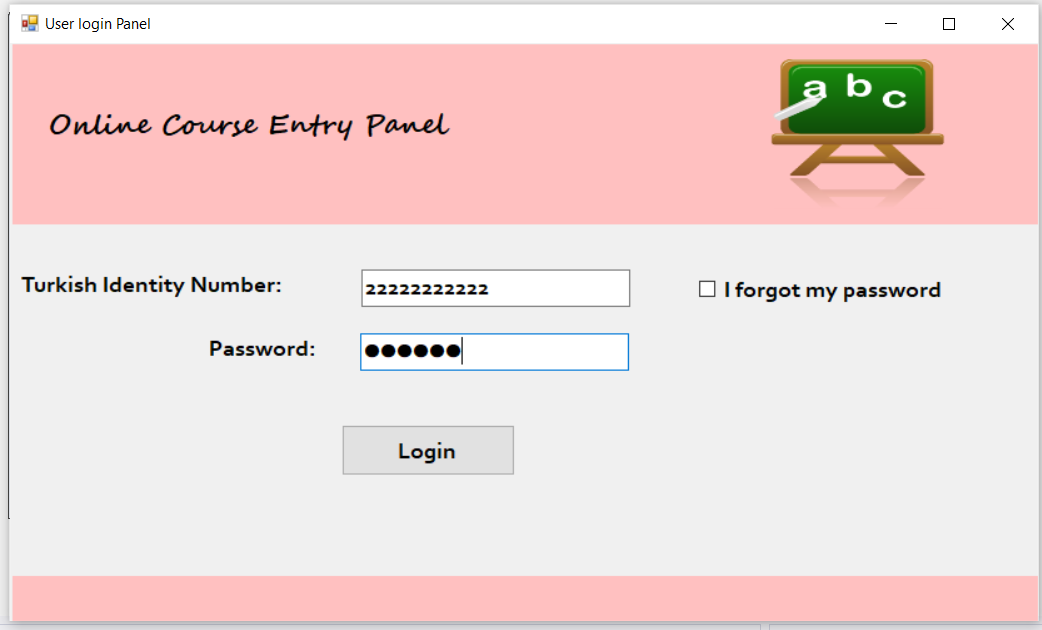 User login Panel
Online Course Entry Panel
a b c
Turkish Identity Number:
22222222222
I forgot my password
Password:
●●●●●●
Login